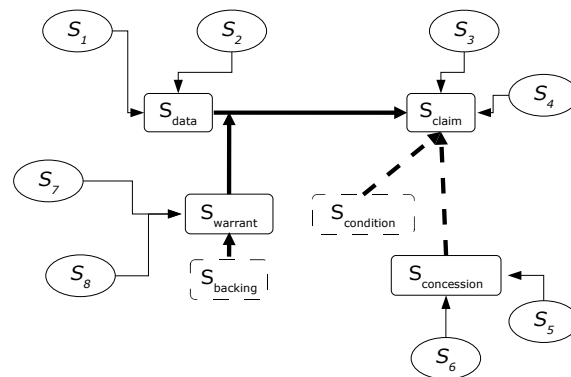 S1
S2
S3
Sdata
Sclaim
S4
S7
Swarrant
Scondition
S8
Sbacking
Sconcession
S5
S6